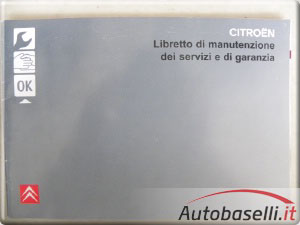 CITROËN
Libretto di manutenzione
dei servizi e di garanzia
OK
Autobaselli.it